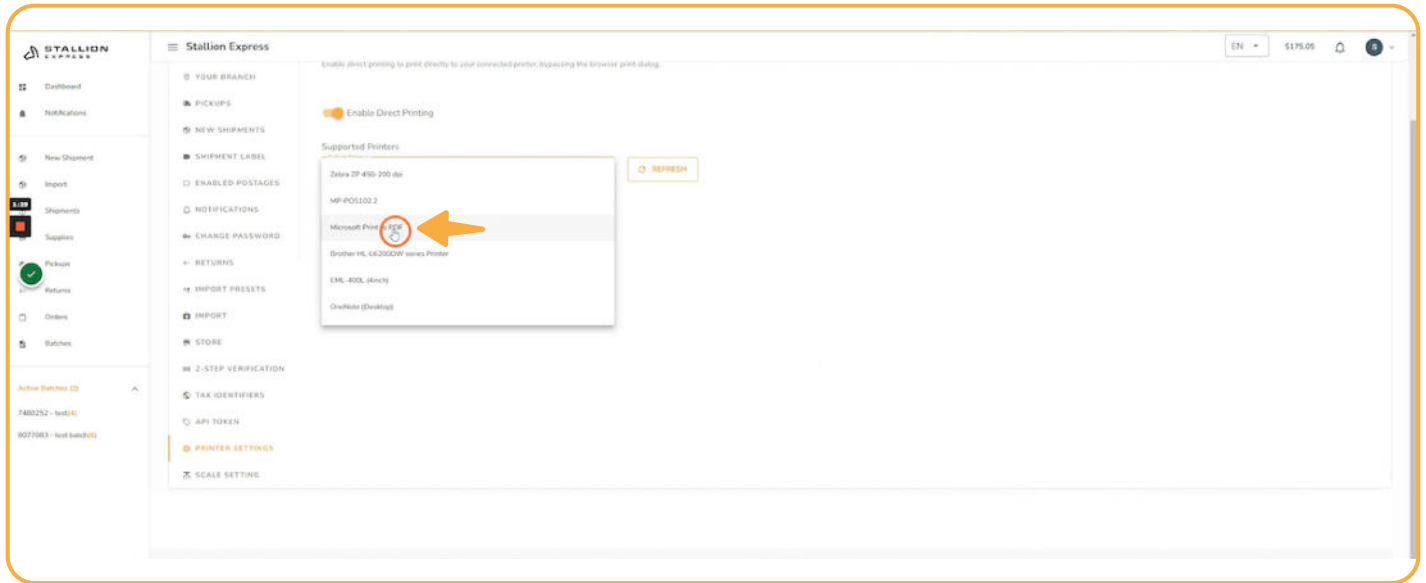 STALLION
EXPRESS
Stallion Express
EN
$175.05
S
Dashboard
Notifications
New Shipment
Import
Shipments
Supplies
Pickups
Returns
Orders
Batches
Active Batches (2)
7480252 - test(4)
8077083 - test batch(6)
1:29
YOUR BRANCH
PICKUPS
NEW SHIPMENTS
SHIPMENT LABEL
ENABLED POSTAGES
NOTIFICATIONS
CHANGE PASSWORD
RETURNS
IMPORT PRESETS
IMPORT
STORE
2-STEP VERIFICATION
TAX IDENTIFIERS
API TOKEN
PRINTER SETTINGS
SCALE SETTING
Enable direct printing to print directly to your connected printer, bypassing the browser print dialog.
Enable Direct Printing
Supported Printers
REFRESH
Zebra ZP 450-200 dpi
MP-POS102 2
Microsoft Print to PDF
Brother HL-L6200DW series Printer
EML-400L (4inch)
OneNote (Desktop)